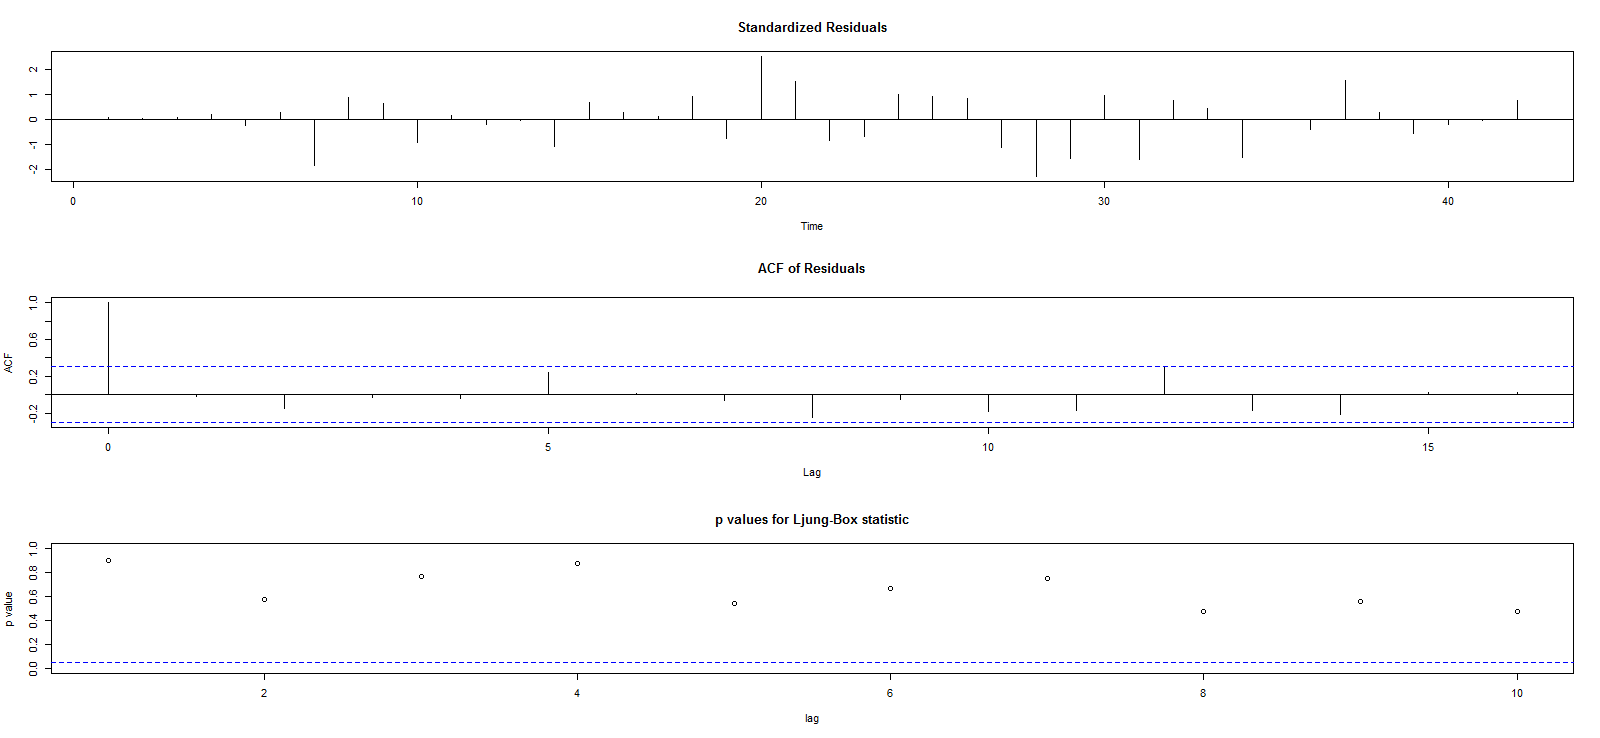 Standardized Residuals
2
1
0
-1
-2
0 10 20 30 40
Time
ACF of Residuals
ACF
1.0
0.6
0.2
-0.2
0 5 10 15
Lag
p values for Ljung-Box statistic
p value
1.0
0.8
0.6
0.4
0.2
0.0
2 4 6 8 10
lag